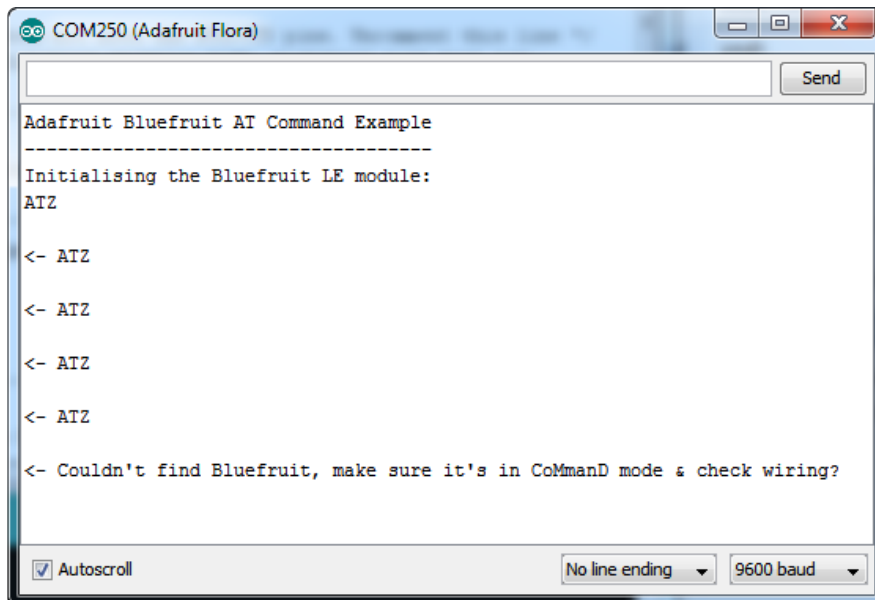 COM250 (Adafruit Flora)
Send
Adafruit Bluefruit AT Command Example
-------------------------------------
Initialising the Bluefruit LE module:
ATZ
<- ATZ
<- ATZ
<- ATZ
<- ATZ
<- Couldn't find Bluefruit, make sure it's in CoMmanD mode & check wiring?
Autoscroll
No line ending
9600 baud